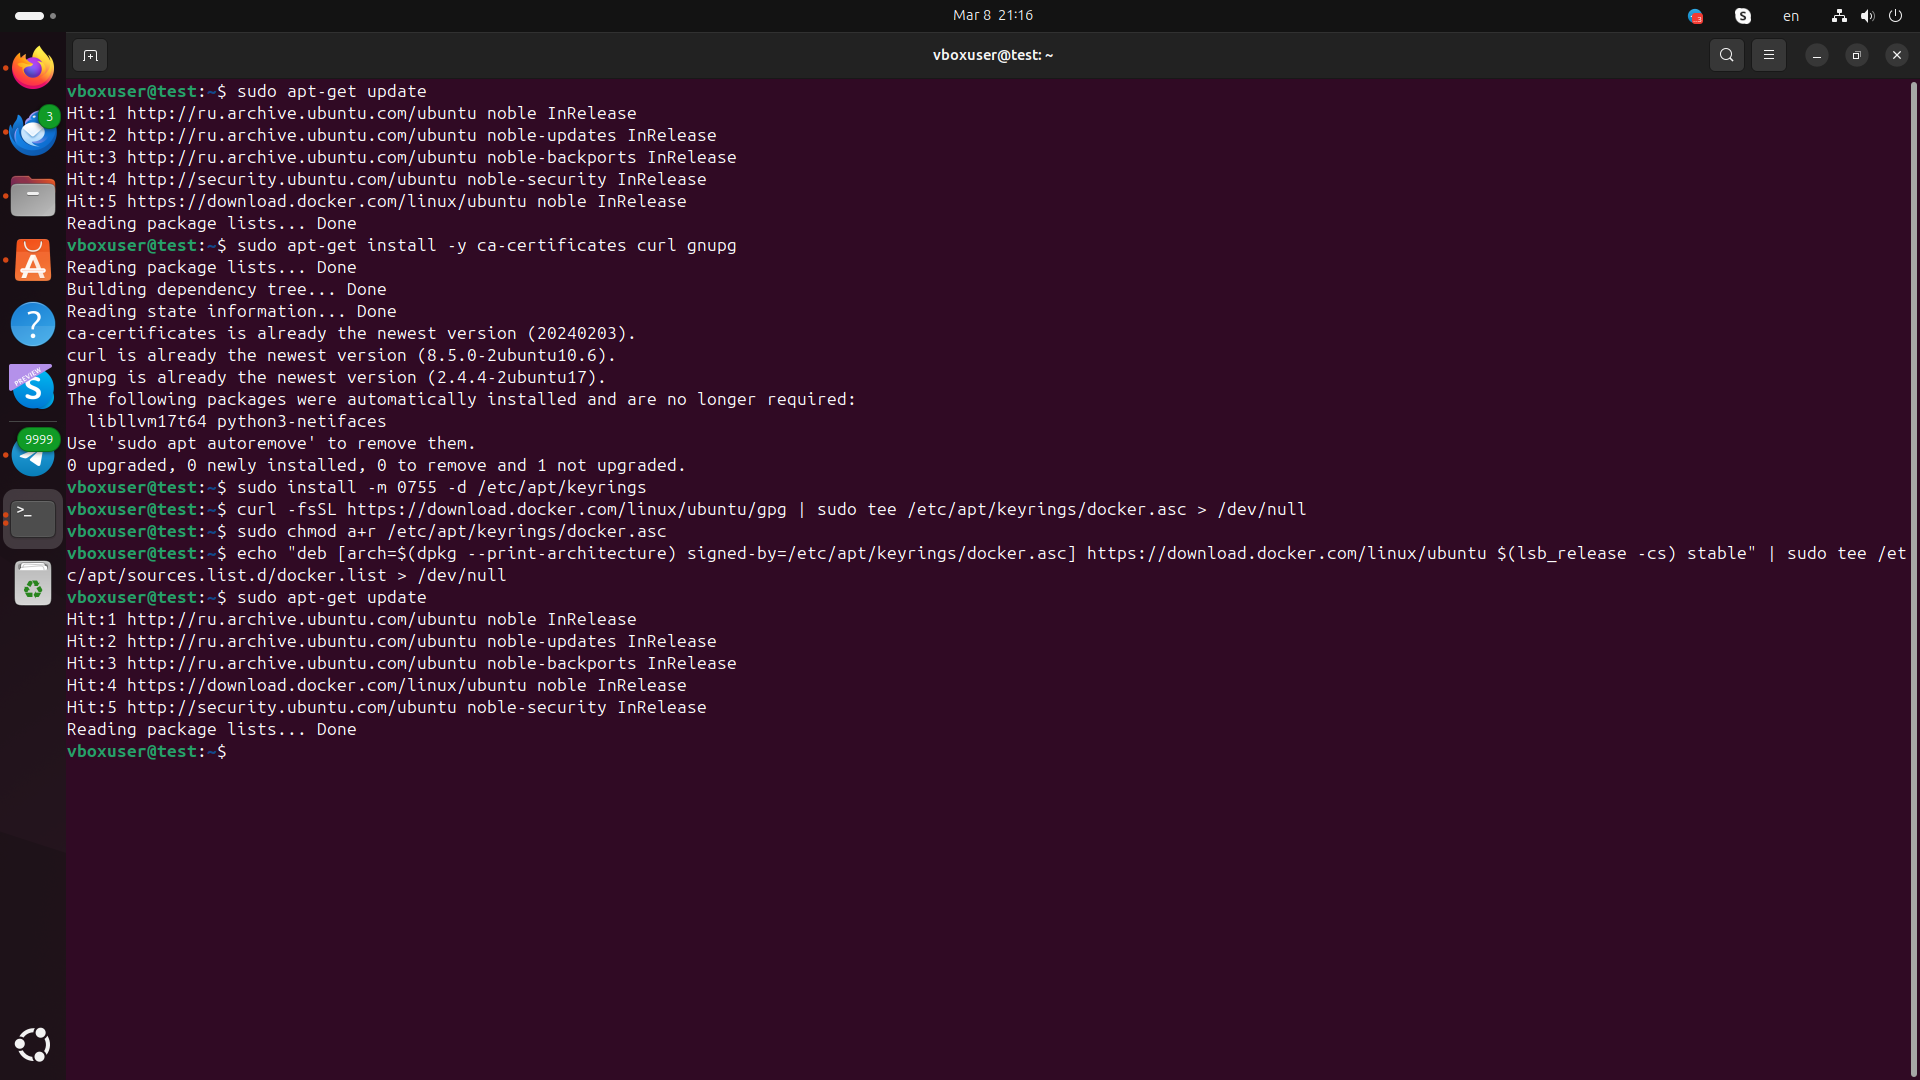 Mar 8 21:16
3
S
en
vboxuser@test: ~
3
A
?
PREVIEW
S
9999
>_
vboxuser@test:~$ sudo apt-get update
Hit:1 http://ru.archive.ubuntu.com/ubuntu noble InRelease
Hit:2 http://ru.archive.ubuntu.com/ubuntu noble-updates InRelease
Hit:3 http://ru.archive.ubuntu.com/ubuntu noble-backports InRelease
Hit:4 http://security.ubuntu.com/ubuntu noble-security InRelease
Hit:5 https://download.docker.com/linux/ubuntu noble InRelease
Reading package lists... Done
vboxuser@test:~$ sudo apt-get install -y ca-certificates curl gnupg
Reading package lists... Done
Building dependency tree... Done
Reading state information... Done
ca-certificates is already the newest version (20240203).
curl is already the newest version (8.5.0-2ubuntu10.6).
gnupg is already the newest version (2.4.4-2ubuntu17).
The following packages were automatically installed and are no longer required:
  libllvm17t64 python3-netifaces
Use 'sudo apt autoremove' to remove them.
0 upgraded, 0 newly installed, 0 to remove and 1 not upgraded.
vboxuser@test:~$ sudo install -m 0755 -d /etc/apt/keyrings
vboxuser@test:~$ curl -fsSL https://download.docker.com/linux/ubuntu/gpg | sudo tee /etc/apt/keyrings/docker.asc > /dev/null
vboxuser@test:~$ sudo chmod a+r /etc/apt/keyrings/docker.asc
vboxuser@test:~$ echo "deb [arch=$(dpkg --print-architecture) signed-by=/etc/apt/keyrings/docker.asc] https://download.docker.com/linux/ubuntu $(lsb_release -cs) stable" | sudo tee /et
c/apt/sources.list.d/docker.list > /dev/null
vboxuser@test:~$ sudo apt-get update
Hit:1 http://ru.archive.ubuntu.com/ubuntu noble InRelease
Hit:2 http://ru.archive.ubuntu.com/ubuntu noble-updates InRelease
Hit:3 http://ru.archive.ubuntu.com/ubuntu noble-backports InRelease
Hit:4 https://download.docker.com/linux/ubuntu noble InRelease
Hit:5 http://security.ubuntu.com/ubuntu noble-security InRelease
Reading package lists... Done
vboxuser@test:~$